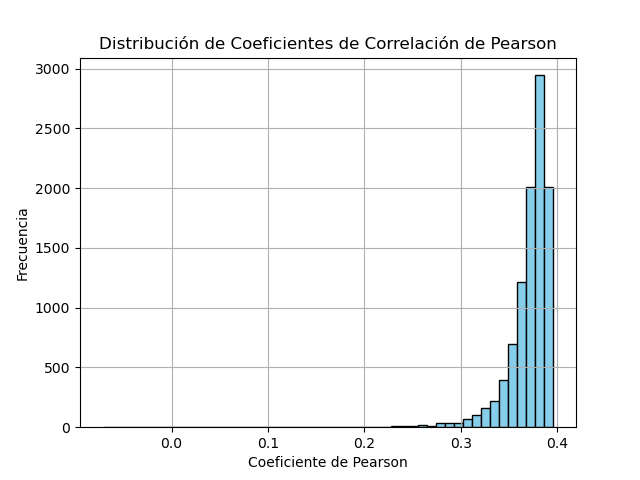 Distribución de Coeficientes de Correlación de Pearson
3000
2500
2000
1500
1000
500
0
Frecuencia
0.0 0.1 0.2 0.3 0.4
Coeficiente de Pearson